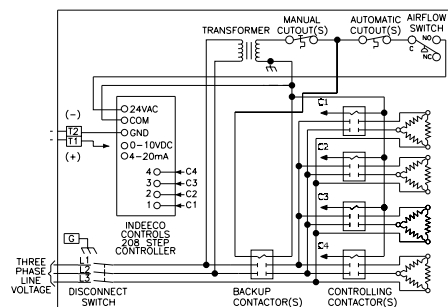 TRANSFORMER
MANUAL
CUTOUT(S)
AUTOMATIC
CUTOUT(S)
AIRFLOW
SWITCH
NO
C
NC
24VAC
COM
GND
0-10VDC
4-20mA
(-)
T2
T1
(+)
4 C4
3 C3
2 C2
1 C1
INDEECO
CONTROLS
208 STEP
CONTROLLER
C1
C2
C3
C4
G
THREE
PHASE
LINE
VOLTAGE
L1
L2
L3
DISCONNECT
SWITCH
BACKUP
CONTACTOR(S)
CONTROLLING
CONTACTOR(S)